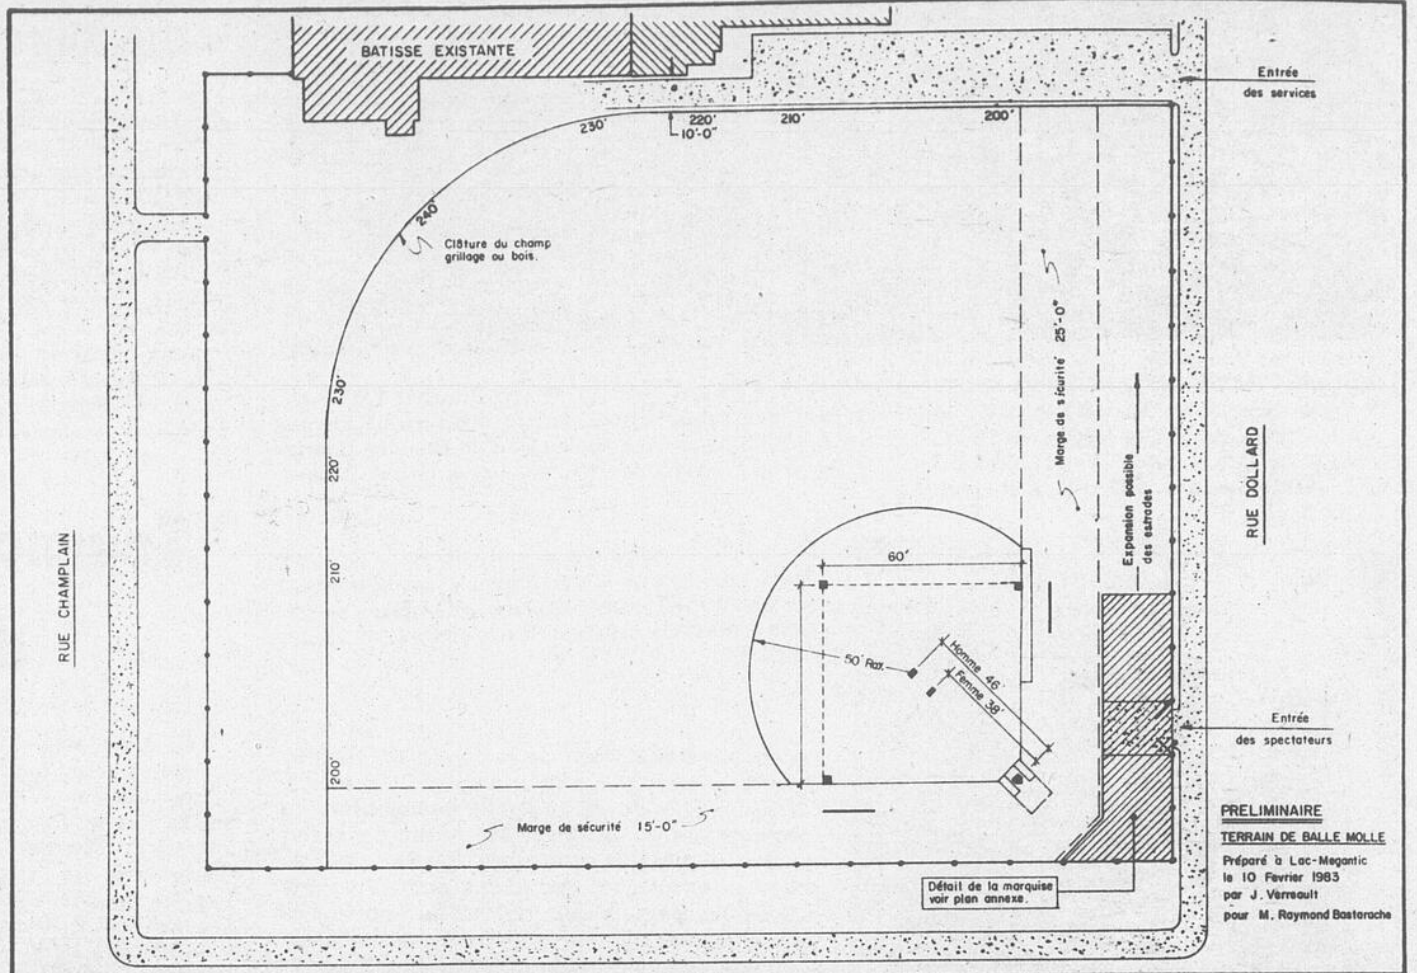 BATISSE EXISTANTE
Entrée
des services
230'
220'
10'-0"
210'
200'
240'
Clôture du champ
grillage ou bois.
230'
220'
210'
200'
Marge de sécurité 25'-0"
Expansion possible
des estrades
RUE DOLLARD
RUE CHAMPLAIN
60'
50' Ray.
Homme 46
Femme 38
Entrée
des spectateurs
Marge de sécurité 15'-0"
Détail de la marquise
voir plan annexe.
PRELIMINAIRE
TERRAIN DE BALLE MOLLE
Préparé à Lac-Megantic
le 10 Fevrier 1983
par J. Verreault
pour M. Raymond Bastarache